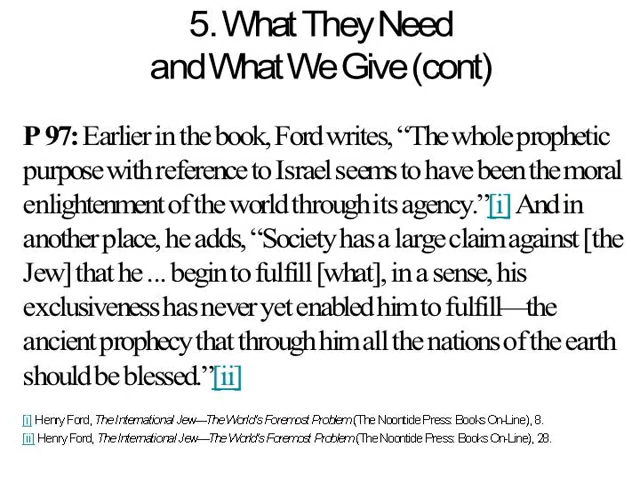 5. What They Need
and What We Give (cont)
P 97: Earlier in the book, Ford writes, “The whole prophetic
purpose with reference to Israel seems to have been the moral
enlightenment of the world through its agency.”[i] And in
another place, he adds, “Society has a large claim against [the
Jew] that he ... begin to fulfill [what], in a sense, his
exclusiveness has never yet enabled him to fulfill—the
ancient prophecy that through him all the nations of the earth
should be blessed.”[ii]
[i] Henry Ford, The International Jew—The World's Foremost Problem (The Noontide Press: Books On-Line), 8.
[ii] Henry Ford, The International Jew—The World's Foremost Problem (The Noontide Press: Books On-Line), 28.